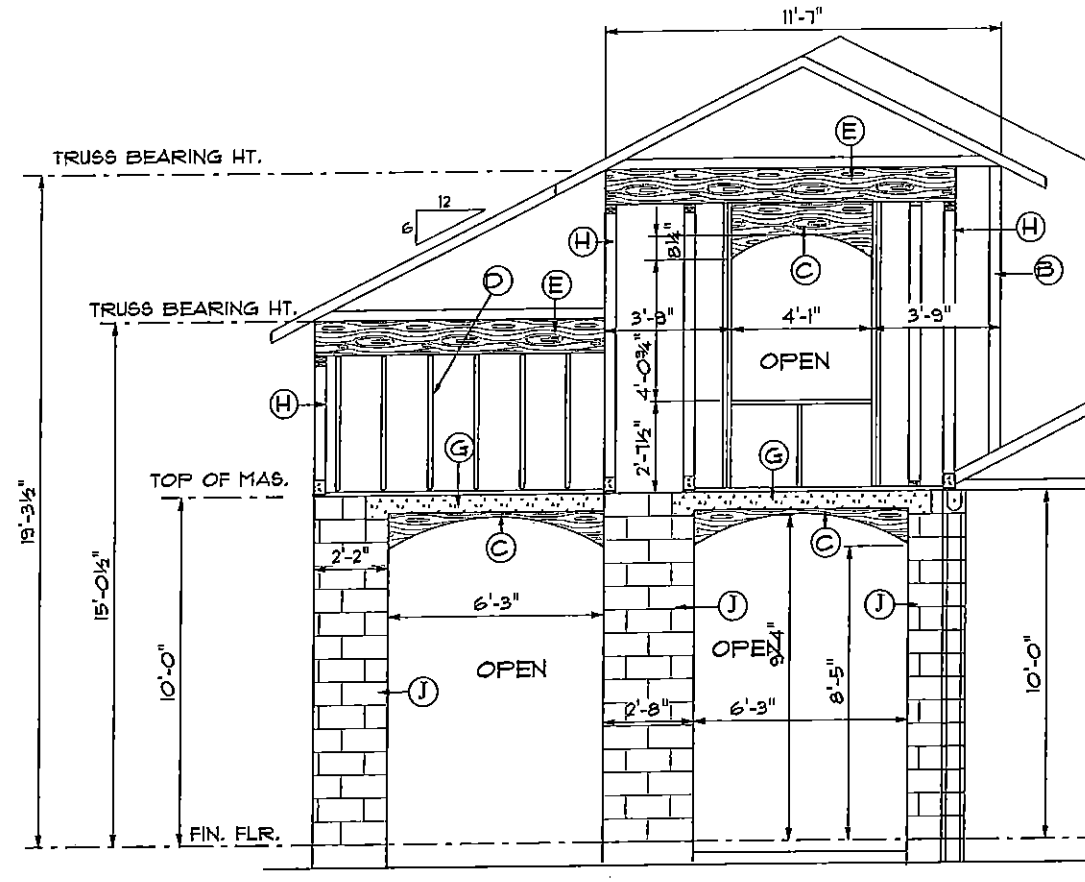 11'-7"
TRUSS BEARING HT.
E
12
6
H
H
8½"
C
B
D
E
TRUSS BEARING HT.
3'-8"
4'-1"
3'-9"
4'-0¾"
OPEN
H
2'-7½"
G
G
TOP OF MAS.
19'-3½"
15'-0½"
10'-0"
2'-2"
C
C
6'-3"
J
J
OPEN
OPEN
9'-4"
8'-5"
10'-0"
J
2'-8"
6'-3"
FIN. FLR.